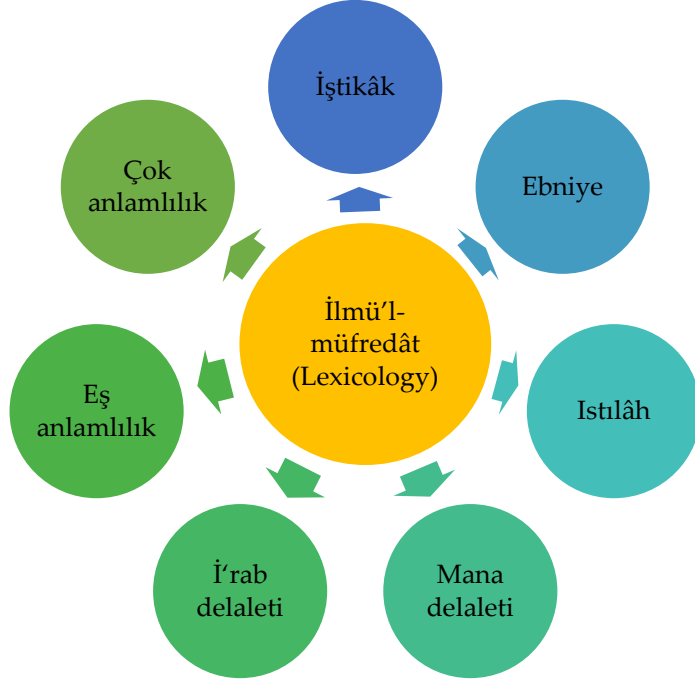 İştikâk
Ebniye
Istılâh
Mana
delaleti
İ‘rab
delaleti
Eş
anlamlılık
Çok
anlamlılık
İlmü’l-
müfredât
(Lexicology)